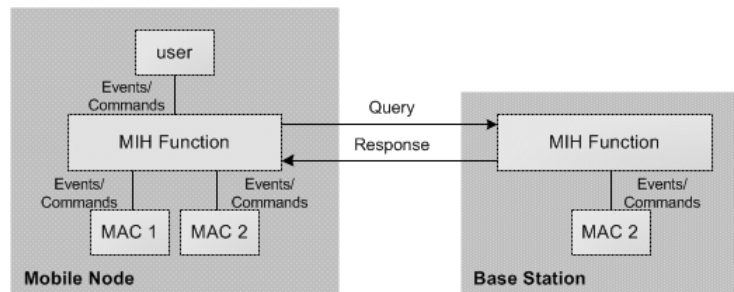 user
Events/
Commands
MIH Function
Query
Response
MIH Function
Events/
Commands
Events/
Commands
Events/
Commands
MAC 1
MAC 2
MAC 2
Mobile Node
Base Station